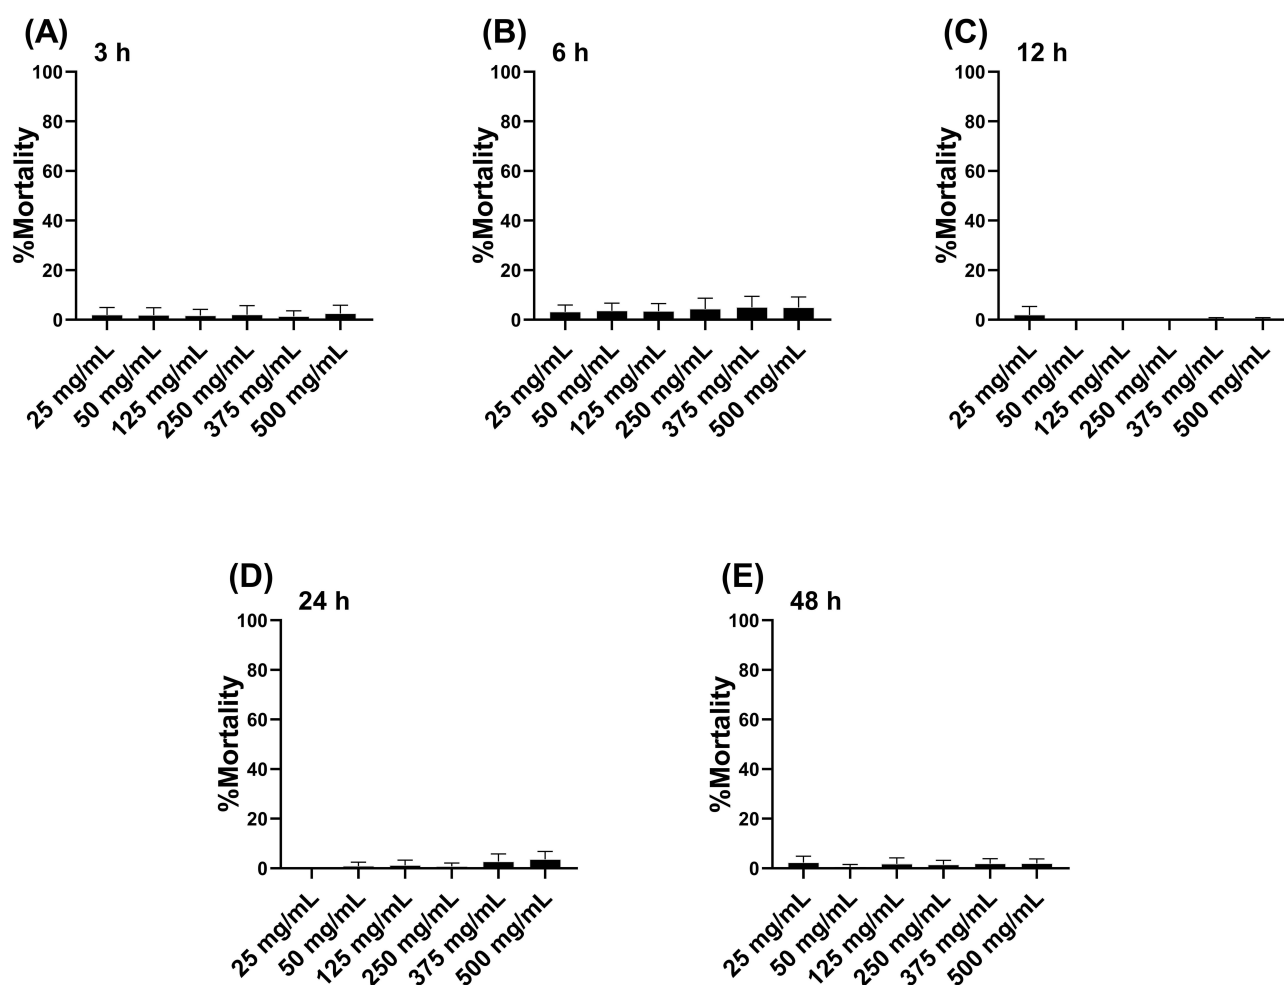 (A)
3 h
%Mortality
100
80
60
40
20
0
25 mg/mL
50 mg/mL
125 mg/mL
250 mg/mL
375 mg/mL
500 mg/mL
(B)
6 h
%Mortality
100
80
60
40
20
0
25 mg/mL
50 mg/mL
125 mg/mL
250 mg/mL
375 mg/mL
500 mg/mL
(C)
12 h
%Mortality
100
80
60
40
20
0
25 mg/mL
50 mg/mL
125 mg/mL
250 mg/mL
375 mg/mL
500 mg/mL
(D)
24 h
%Mortality
100
80
60
40
20
0
25 mg/mL
50 mg/mL
125 mg/mL
250 mg/mL
375 mg/mL
500 mg/mL
(E)
48 h
%Mortality
100
80
60
40
20
0
25 mg/mL
50 mg/mL
125 mg/mL
250 mg/mL
375 mg/mL
500 mg/mL